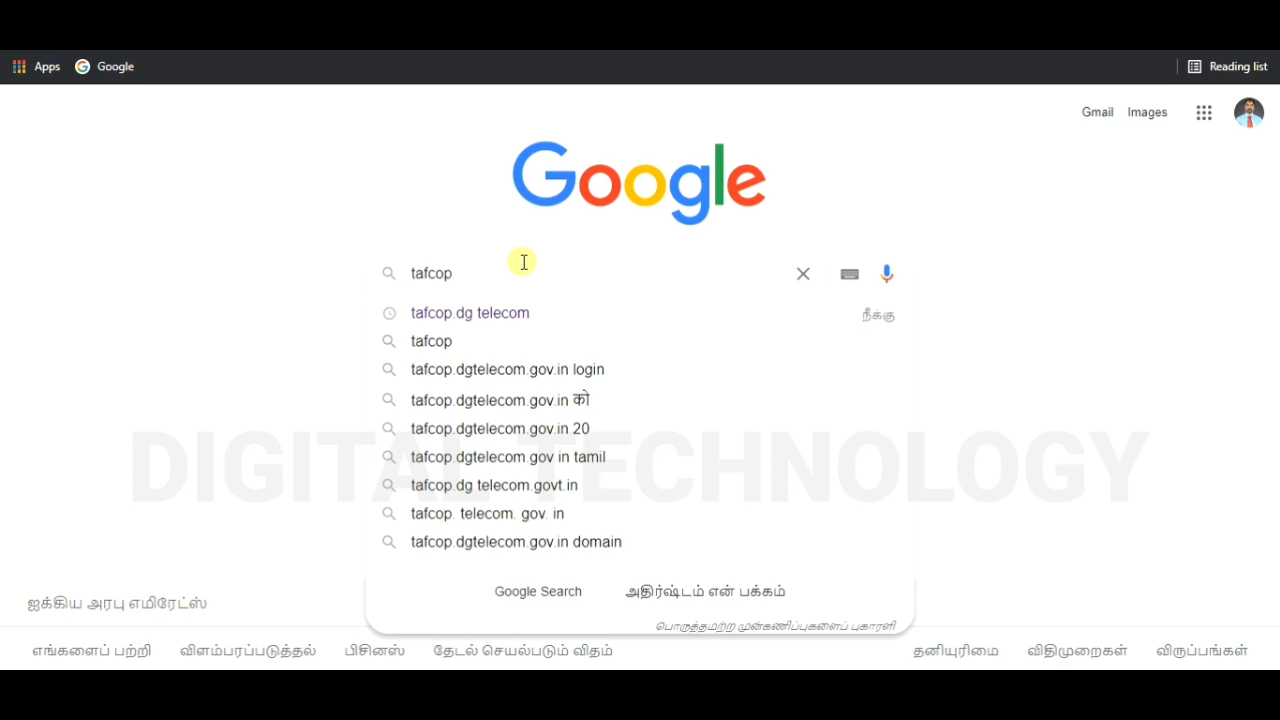 Apps Google Reading list
Gmail Images
Google
tafcop
tafcop.dg telecom நீக்கு
tafcop
tafcop.dgtelecom.gov.in login
tafcop.dgtelecom.gov.in को
tafcop.dgtelecom.gov.in 20
tafcop.dgtelecom.gov in tamil
tafcop.dg telecom.govt.in
tafcop. telecom. gov. in
tafcop.dgtelecom.gov.in domain
DIGITAL TECHNOLOGY
Google Search அதிர்ஷ்டம் என் பக்கம்
பொருத்தமற்ற முன்கணிப்புகளைப் புகாரளி
ஐக்கிய அரபு எமிரேட்ஸ்
எங்களைப் பற்றி விளம்பரப்படுத்தல் பிசினஸ் தேடல் செயல்படும் விதம் தனியுரிமை விதிமுறைகள் விருப்பங்கள்